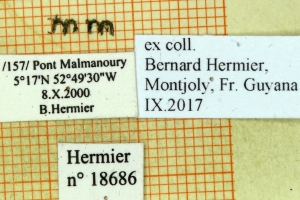 /157/ Pont Malmanoury
5°17'N 52°49'30"W
8.X.2000
B.Hermier
ex coll.
Bernard Hermier,
Montjoly, Fr. Guyana
IX.2017
Hermier
n° 18686